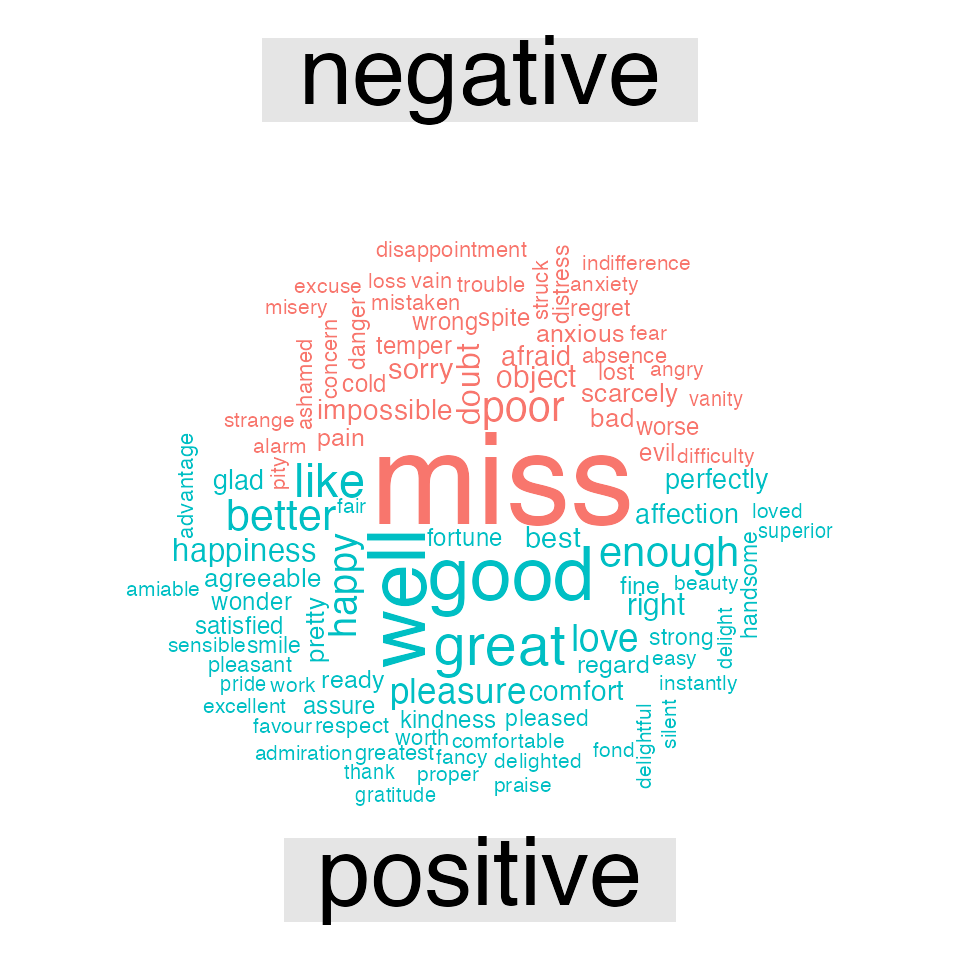 negative
disappointment
indifference
struck
distress
excuse
loss
vain
trouble
anxiety
misery
mistaken
regret
danger
wrong
spite
concern
anxious
fear
ashamed
temper
doubt
afraid
absence
cold
sorry
object
lost
angry
scarcely
vanity
strange
impossible
poor
bad
worse
alarm
pain
evil
difficulty
pity
miss
advantage
glad
like
perfectly
better
fair
affection
loved
superior
happiness
happy
well
fortune
best
enough
handsome
amiable
agreeable
good
fine
beauty
wonder
pretty
right
delight
satisfied
great
love
strong
sensible
smile
pleasant
regard
easy
pride
work
ready
pleasure
comfort
instantly
excellent
assure
kindness
pleased
delightful
silent
favour
respect
worth
comfortable
admiration
greatest
fancy
delighted
fond
thank
proper
praise
gratitude
positive